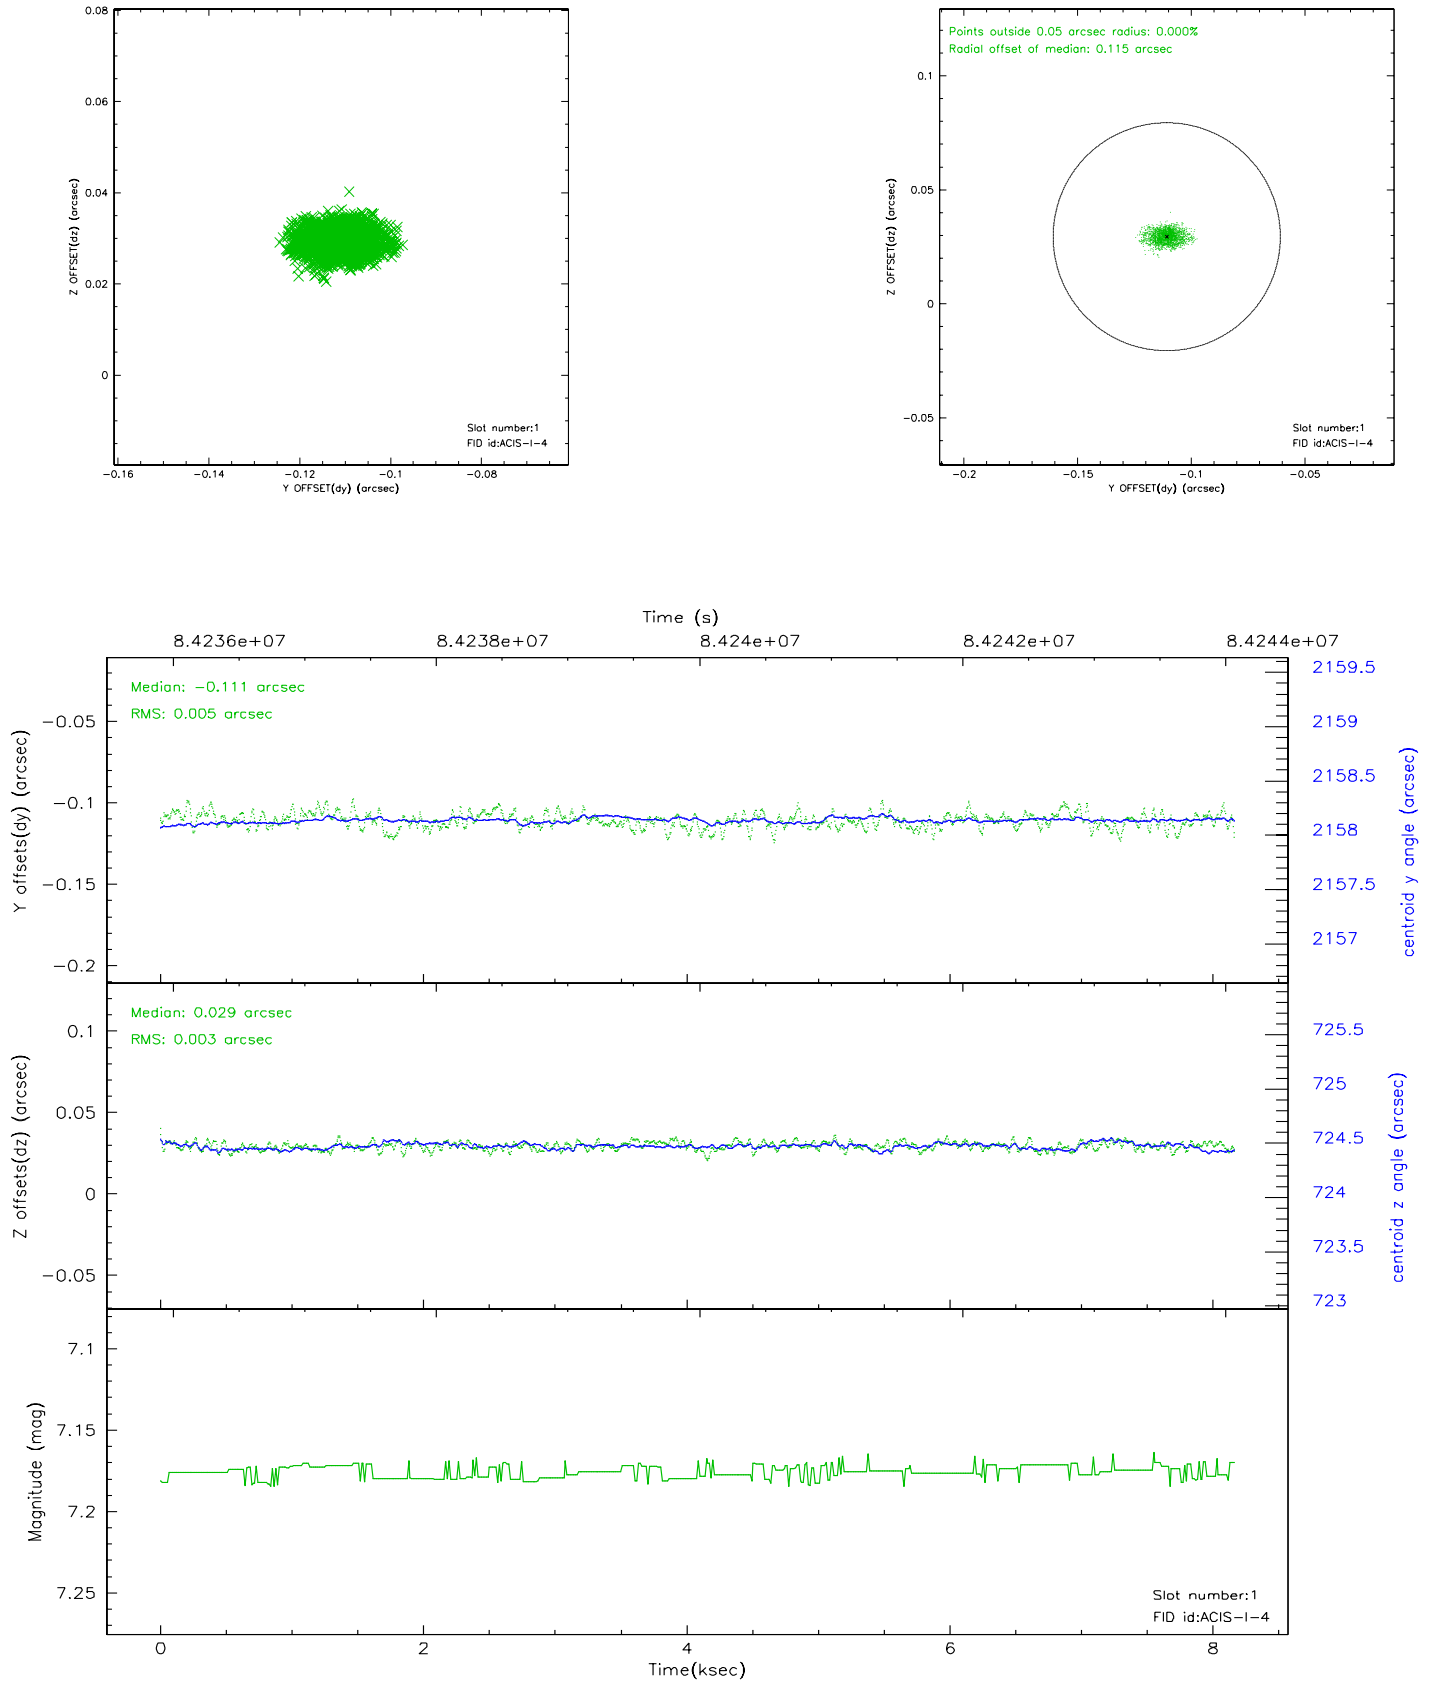 0.08
0.06
0.04
0.02
0
Z OFFSET(dz) (arcsec)
Slot number:1
FID id:ACIS-I-4
-0.16
-0.14
-0.12
-0.1
-0.08
Y OFFSET(dy) (arcsec)
Points outside 0.05 arcsec radius: 0.000%
Radial offset of median: 0.115 arcsec
0.1
0.05
0
-0.05
Z OFFSET(dz) (arcsec)
Slot number:1
FID id:ACIS-I-4
-0.2
-0.15
-0.1
-0.05
Y OFFSET(dy) (arcsec)
Time (s)
8.4236e+07
8.4238e+07
8.424e+07
8.4242e+07
8.4244e+07
Median: -0.111 arcsec
RMS: 0.005 arcsec
-0.05
-0.1
-0.15
-0.2
Y offsets(dy) (arcsec)
2159.5
2159
2158.5
2158
2157.5
2157
centroid y angle (arcsec)
Median: 0.029 arcsec
RMS: 0.003 arcsec
0.1
0.05
0
-0.05
Z offsets(dz) (arcsec)
725.5
725
724.5
724
723.5
723
centroid z angle (arcsec)
7.1
7.15
7.2
7.25
Magnitude (mag)
Slot number:1
FID id:ACIS-I-4
0
2
4
6
8
Time(ksec)